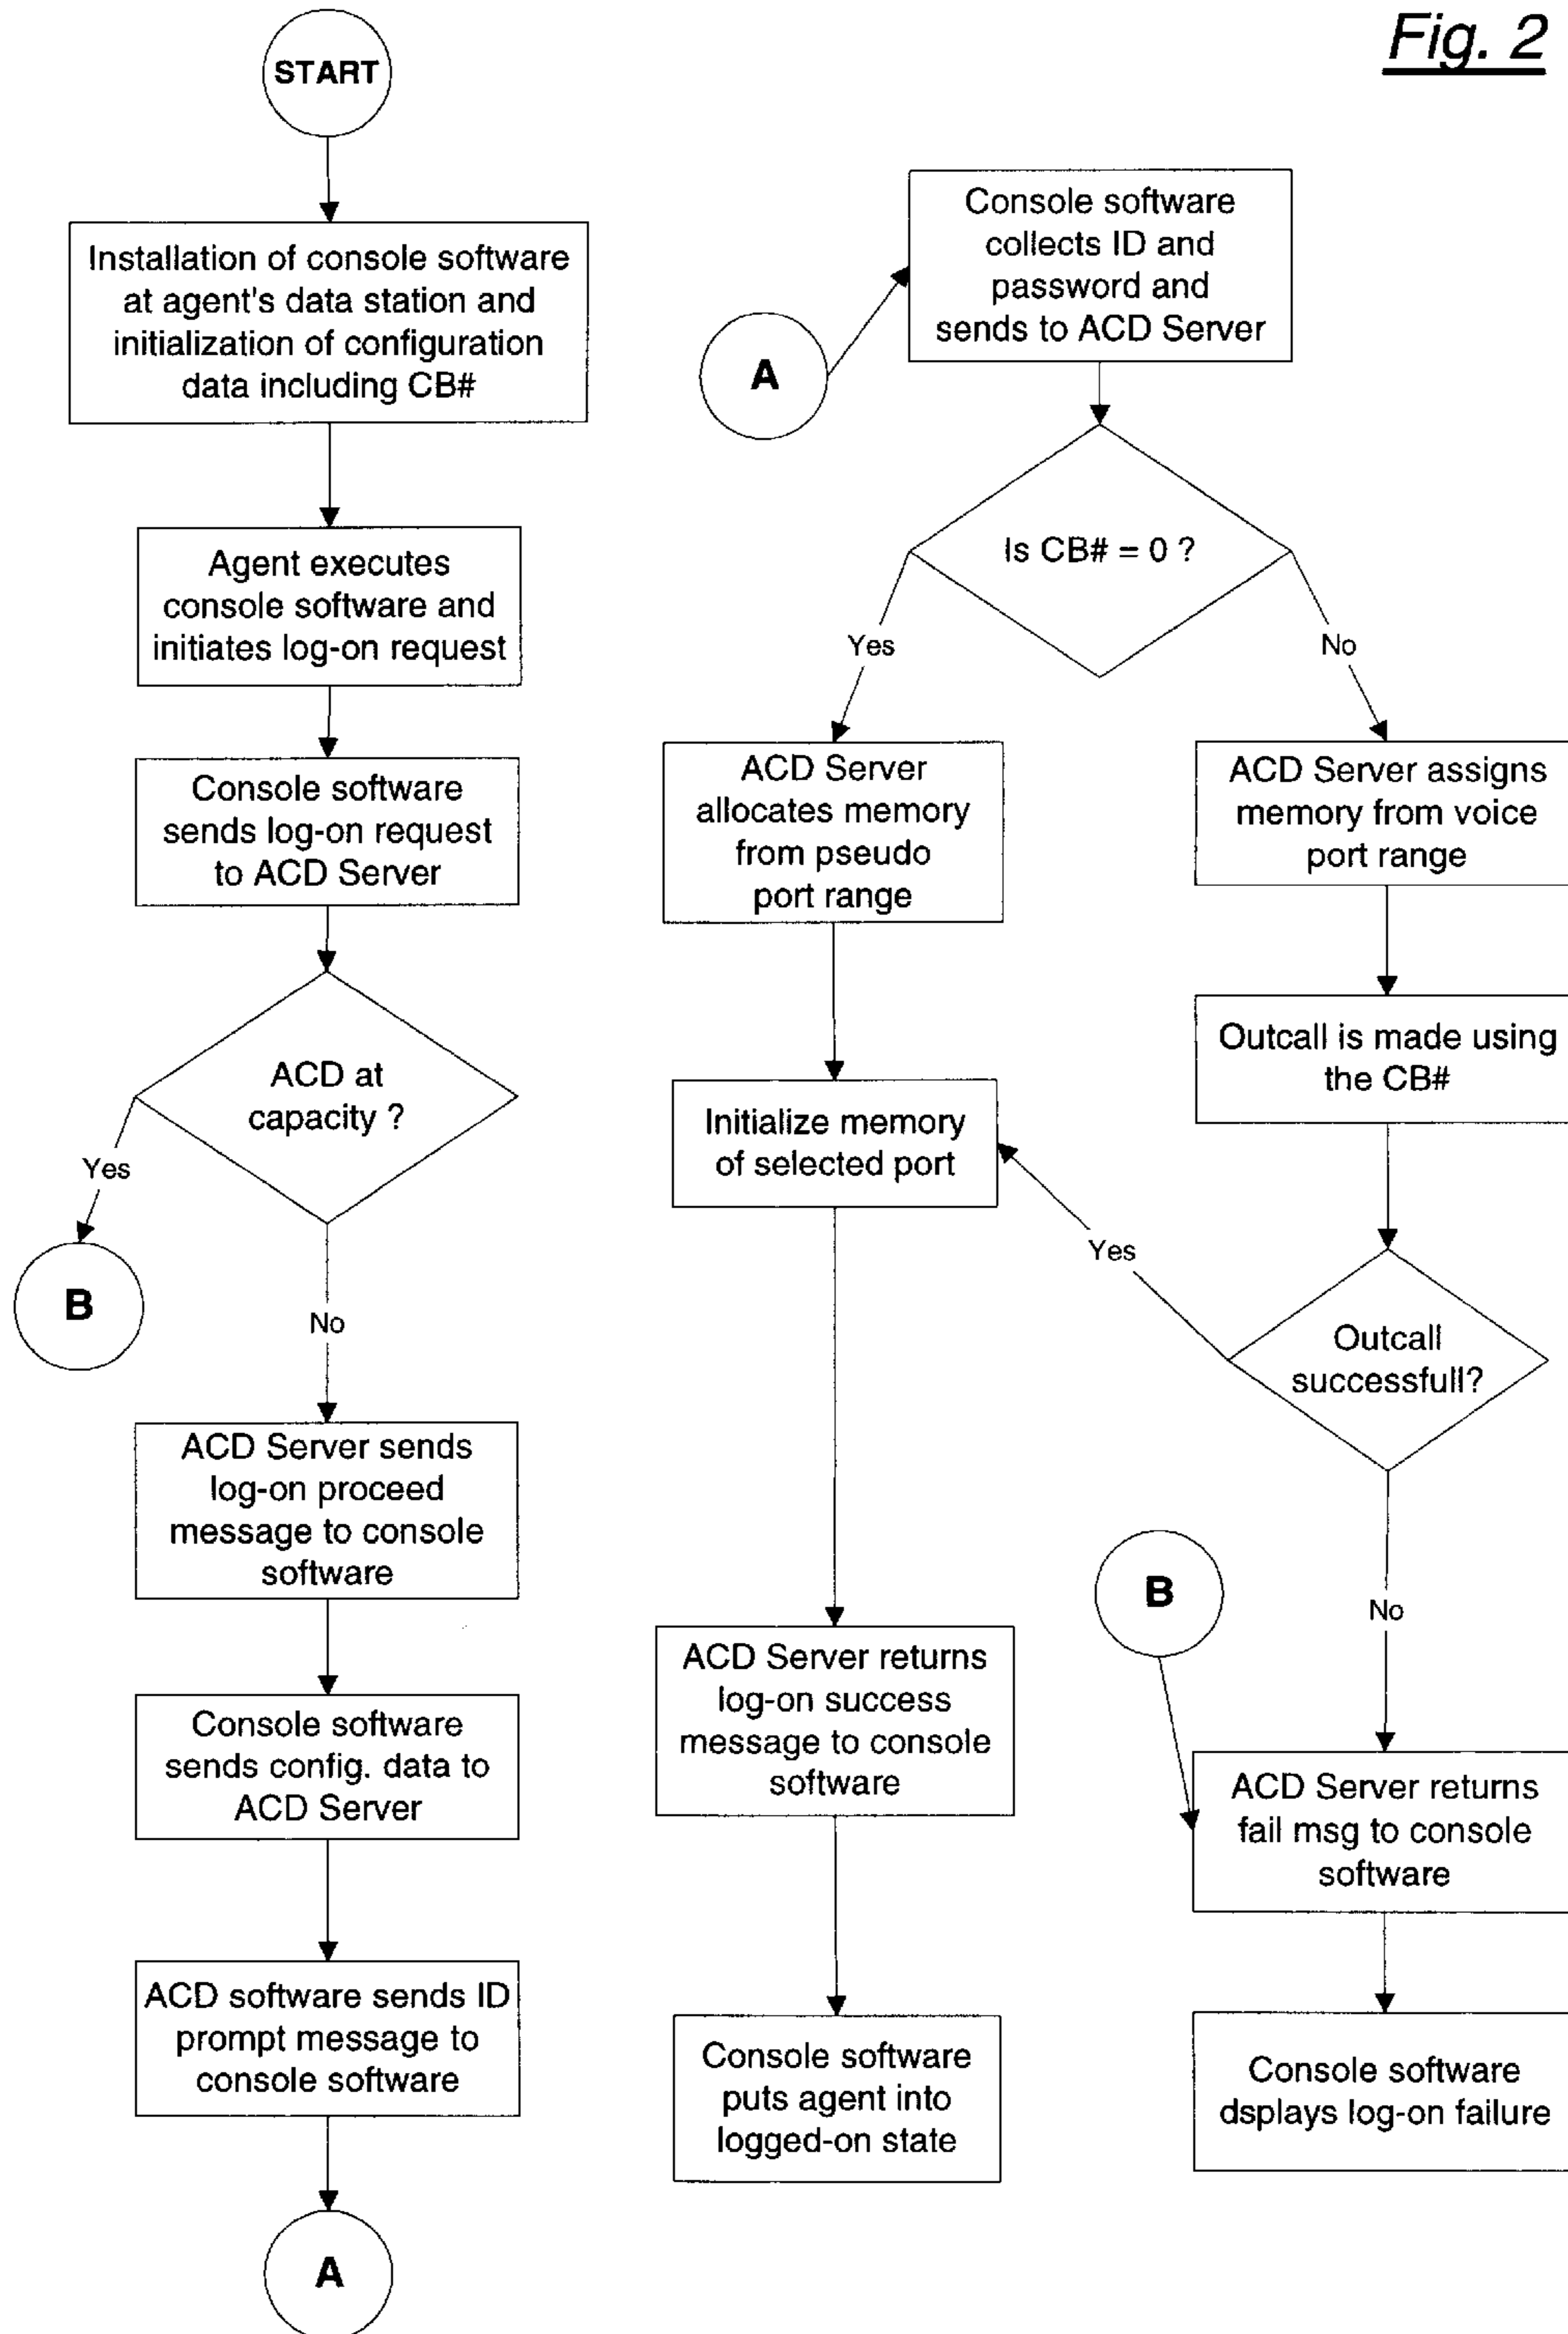 Fig. 2
START
Installation of console software
at agent's data station and
initialization of configuration
data including CB#
Agent executes
console software and
initiates log-on request
Console software
sends log-on request
to ACD Server
ACD at
capacity ?
Yes
B
No
ACD Server sends
log-on proceed
message to console
software
Console software
sends config. data to
ACD Server
ACD software sends ID
prompt message to
console software
A
A
Console software
collects ID and
password and
sends to ACD Server
Is CB# = 0 ?
Yes
No
ACD Server
allocates memory
from pseudo
port range
ACD Server assigns
memory from voice
port range
Initialize memory
of selected port
Outcall is made using
the CB#
Yes
Outcall
successfull?
No
B
ACD Server returns
log-on success
message to console
software
ACD Server returns
fail msg to console
software
Console software
puts agent into
logged-on state
Console software
dsplays log-on failure